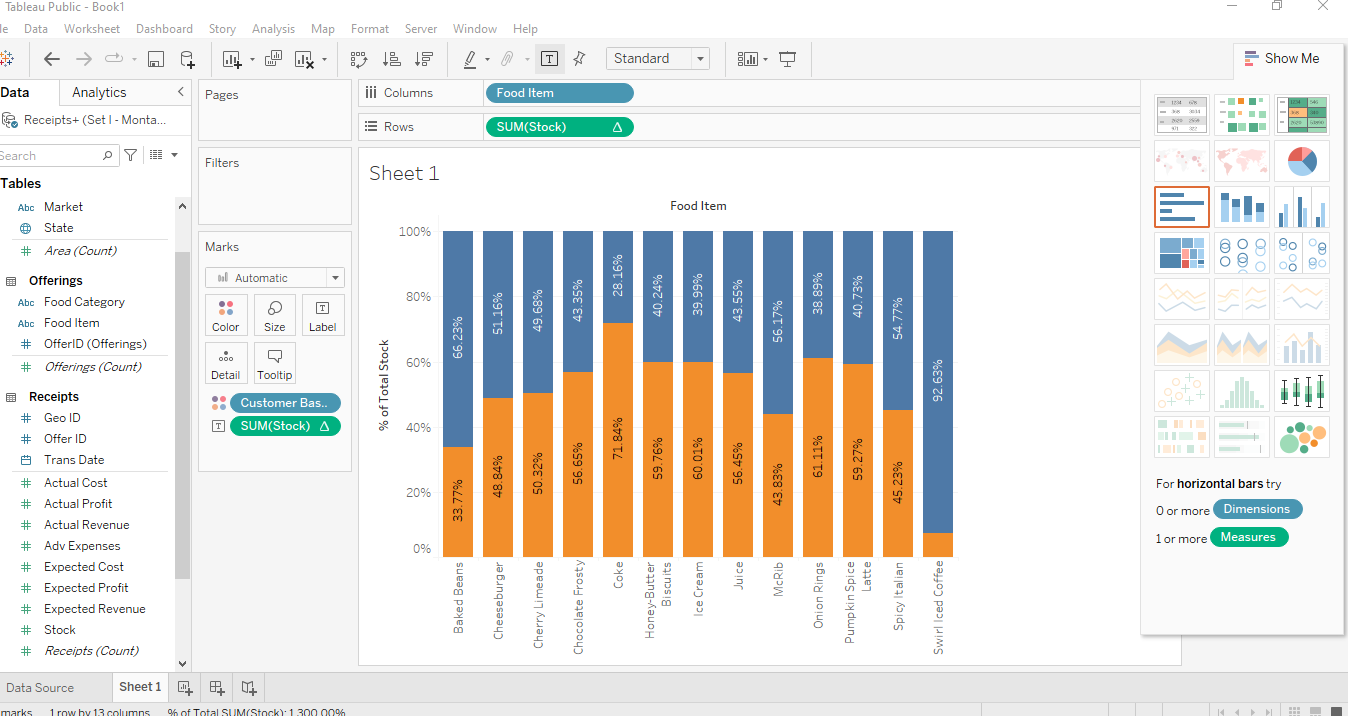 Tableau Public - Book1
le Data Worksheet Dashboard Story Analysis Map Format Server Window Help
Standard
Show Me
Data Analytics
Receipts+ (Set I - Monta...
Search
Tables
Abc Market
State
Area (Count)
Offerings
Abc Food Category
Abc Food Item
OfferID (Offerings)
Offerings (Count)
Receipts
Geo ID
Offer ID
Trans Date
Actual Cost
Actual Profit
Actual Revenue
Adv Expenses
Expected Cost
Expected Profit
Expected Revenue
Stock
Receipts (Count)
Pages
Filters
Marks
Automatic
Color Size Label
Detail Tooltip
Customer Bas..
SUM(Stock)
Columns Food Item
Rows SUM(Stock)
Sheet 1
Food Item
% of Total Stock
100%
80%
60%
40%
20%
0%
66.23% 51.16% 49.68% 43.35% 28.16% 40.24% 39.99% 43.55% 56.17% 38.89% 40.73% 54.77% 92.63%
33.77% 48.84% 50.32% 56.65% 71.84% 59.76% 60.01% 56.45% 43.83% 61.11% 59.27% 45.23%
Baked Beans
Cheeseburger
Cherry Limeade
Chocolate Frosty
Coke
Honey-Butter
Biscuits
Ice Cream
Juice
McRib
Onion Rings
Pumpkin Spice
Latte
Spicy Italian
Swirl Iced Coffee
For horizontal bars try
0 or more Dimensions
1 or more Measures
Data Source Sheet 1
marks 1 row by 13 columns % of Total SUM(Stock): 1,300.00%